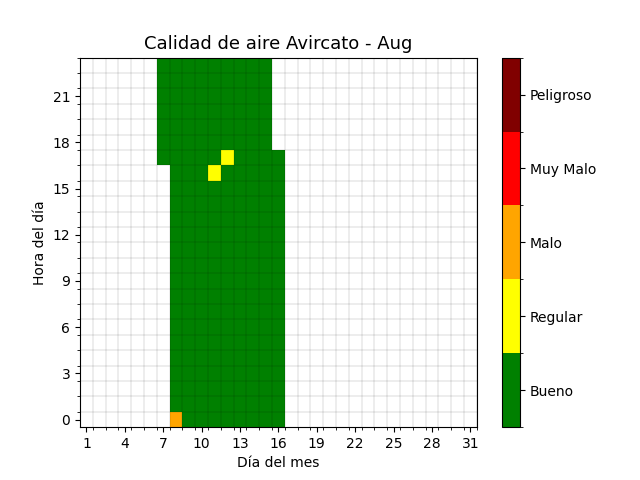 Calidad de aire Avircato - Aug
Hora del día
21
18
15
12
9
6
3
0
1 4 7 10 13 16 19 22 25 28 31
Día del mes
Peligroso
Muy Malo
Malo
Regular
Bueno